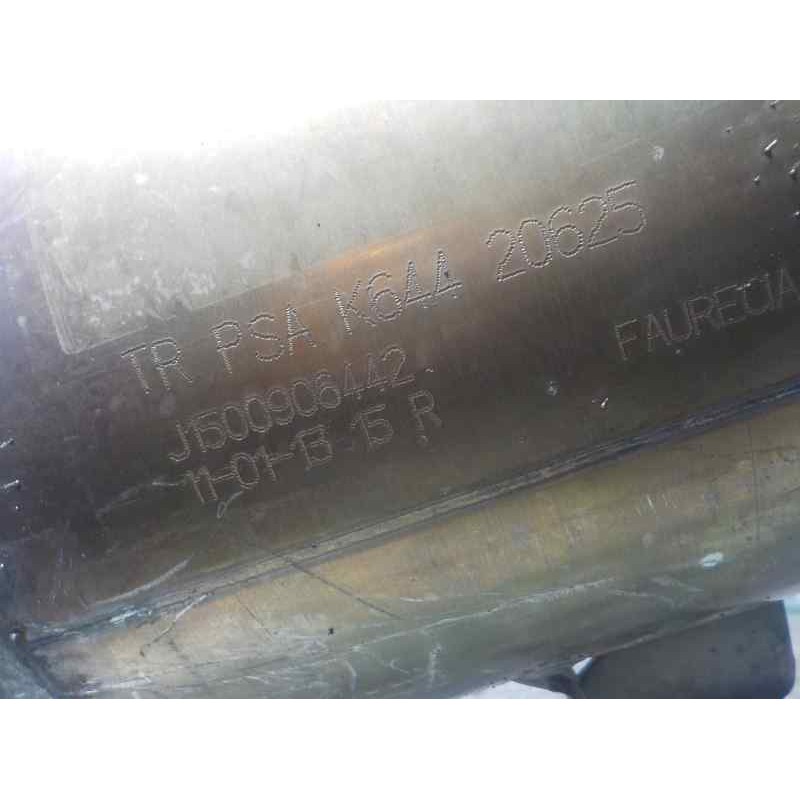 TR PSA K644 20625
J1500906442
FAURECIA
11-01-13-15 R